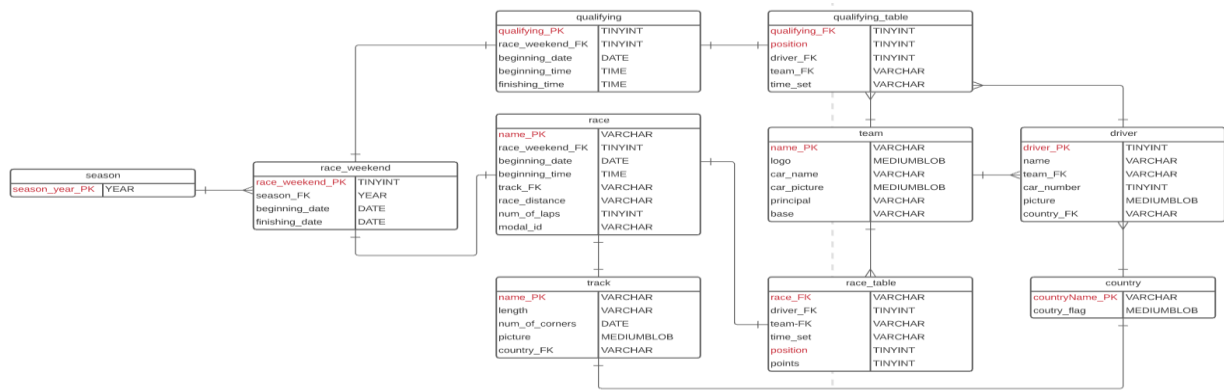 season
season_year_PK YEAR
race_weekend
race_weekend_PK TINYINT
season_FK YEAR
beginning_date DATE
finishing_date DATE
qualifying
qualifying_PK TINYINT
race_weekend_FK TINYINT
beginning_date DATE
beginning_time TIME
finishing_time TIME
race
name_PK VARCHAR
race_weekend_FK TINYINT
beginning_date DATE
beginning_time TIME
track_FK VARCHAR
race_distance VARCHAR
num_of_laps TINYINT
modal_id VARCHAR
track
name_PK VARCHAR
length VARCHAR
num_of_corners DATE
picture MEDIUMBLOB
country_FK VARCHAR
qualifying_table
qualifying_FK TINYINT
position TINYINT
driver_FK TINYINT
team_FK VARCHAR
time_set VARCHAR
team
name_PK VARCHAR
logo MEDIUMBLOB
car_name VARCHAR
car_picture MEDIUMBLOB
principal VARCHAR
base VARCHAR
race_table
race_FK VARCHAR
driver_FK TINYINT
team-FK VARCHAR
time_set VARCHAR
position TINYINT
points TINYINT
driver
driver_PK TINYINT
name VARCHAR
team_FK VARCHAR
car_number TINYINT
picture MEDIUMBLOB
country_FK VARCHAR
country
countryName_PK VARCHAR
coutry_flag MEDIUMBLOB